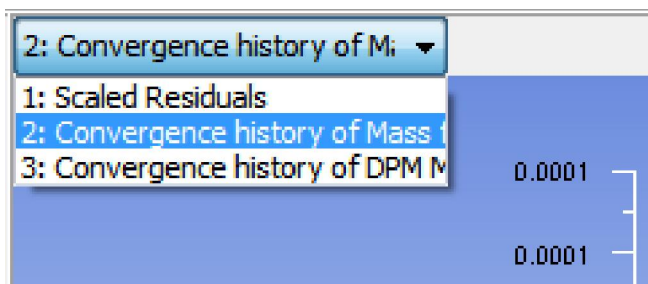 2: Convergence history of Ma
1: Scaled Residuals
2: Convergence history of Mass f
3: Convergence history of DPM M
0.0001
0.0001